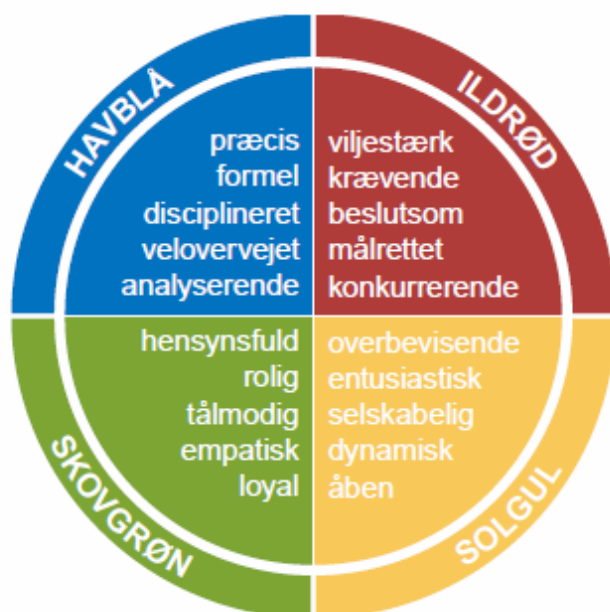 HAVBLÅ
præcis
formel
disciplineret
velovervejet
analyserende
ILDRØD
viljestærk
krævende
beslutsom
målrettet
konkurrerende
SKOVGRØN
hensynsfuld
rolig
tålmodig
empatisk
loyal
SOLGUL
overbevisende
entusiastisk
selskabelig
dynamisk
åben